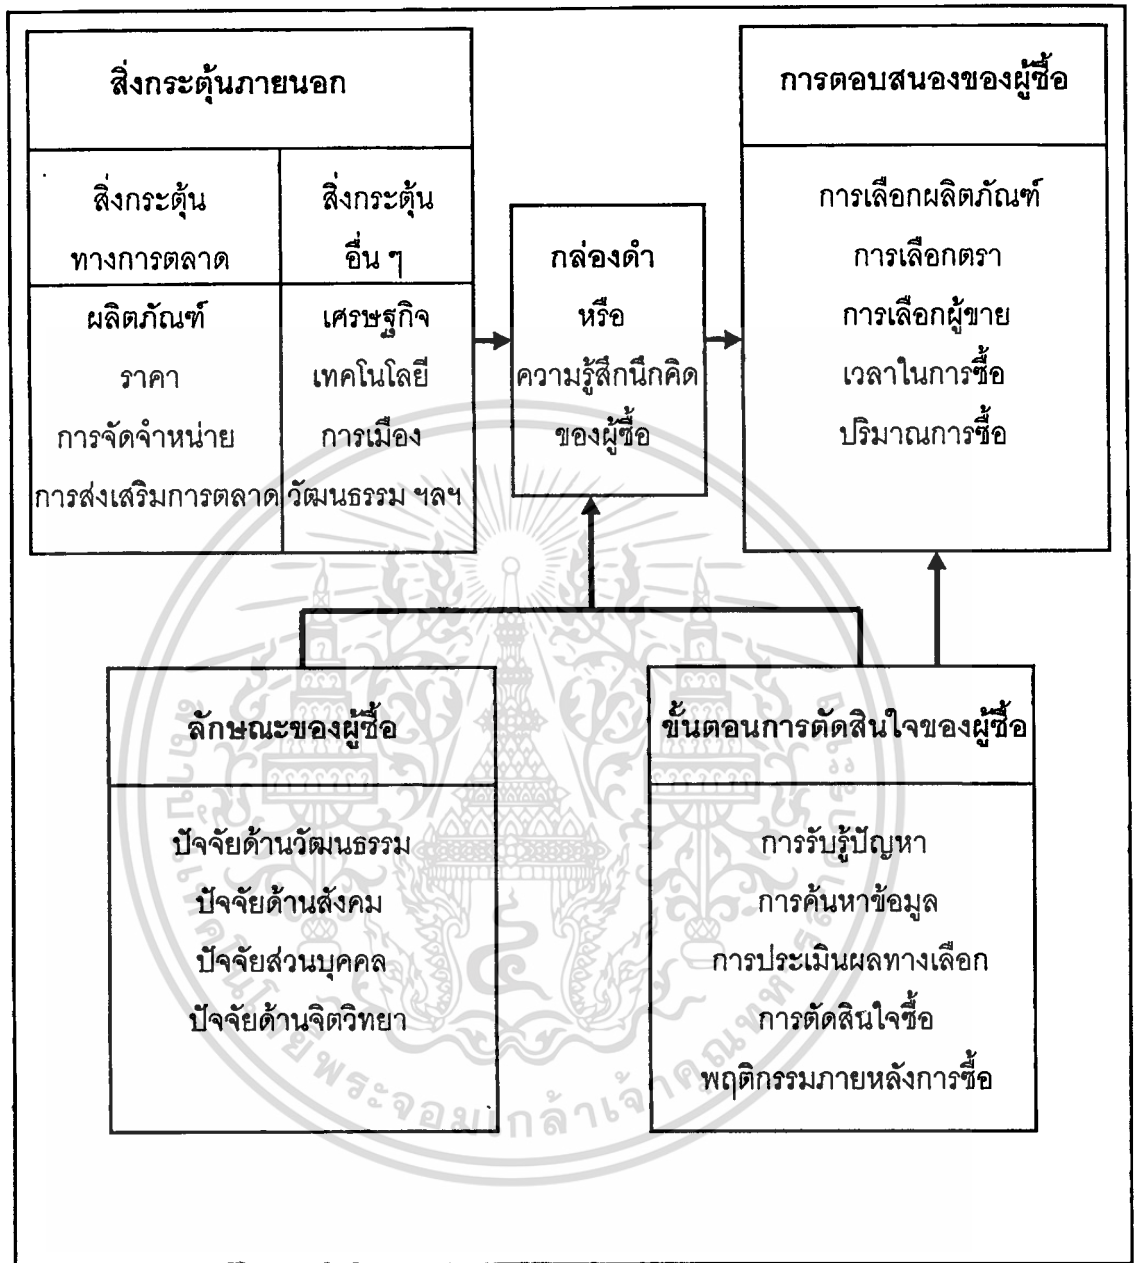 สิ่งกระตุ้นภายนอก
สิ่งกระตุ้น
ทางการตลาด
สิ่งกระตุ้น
อื่น ๆ
ผลิตภัณฑ์
ราคา
การจัดจำหน่าย
การส่งเสริมการตลาด
เศรษฐกิจ
เทคโนโลยี
การเมือง
วัฒนธรรม ฯลฯ
กล่องดำ
หรือ
ความรู้สึกนึกคิด
ของผู้ซื้อ
การตอบสนองของผู้ซื้อ
การเลือกผลิตภัณฑ์
การเลือกตรา
การเลือกผู้ขาย
เวลาในการซื้อ
ปริมาณการซื้อ
ลักษณะของผู้ซื้อ
ปัจจัยด้านวัฒนธรรม
ปัจจัยด้านสังคม
ปัจจัยส่วนบุคคล
ปัจจัยด้านจิตวิทยา
ขั้นตอนการตัดสินใจของผู้ซื้อ
การรับรู้ปัญหา
การค้นหาข้อมูล
การประเมินผลทางเลือก
การตัดสินใจซื้อ
พฤติกรรมภายหลังการซื้อ